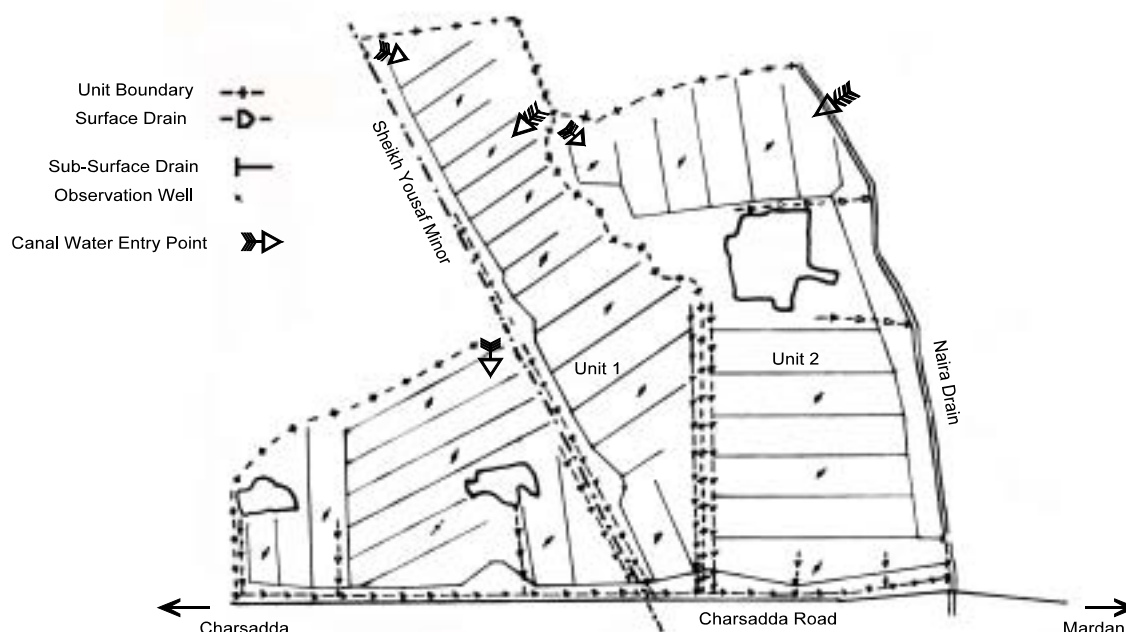 Unit Boundary
Surface Drain
Sub-Surface Drain
Observation Well
Canal Water Entry Point
Sheikh Yousaf Minor
Unit 1
Unit 2
Naira Drain
Charsadda
Charsadda Road
Mardan